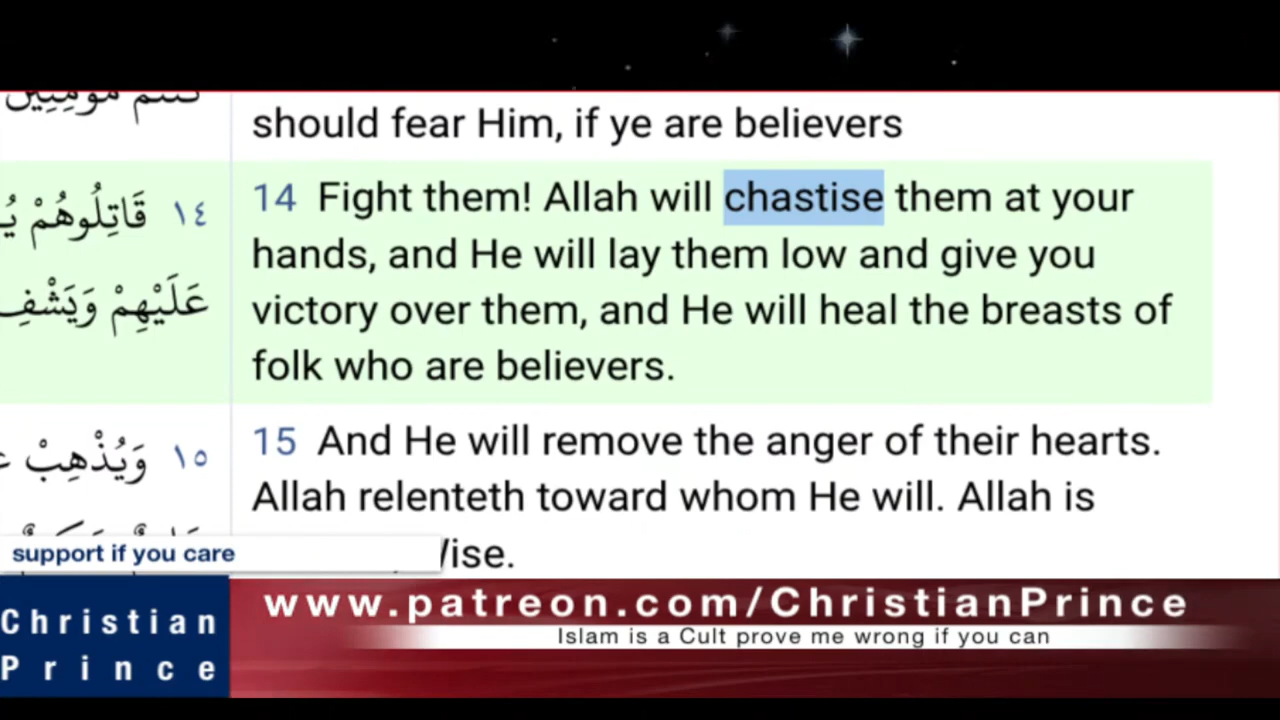 should fear Him, if ye are believers
١٤ قَاتِلُوهُمْ
عَلَيْهِمْ وَيَشْفِ
14 Fight them! Allah will chastise them at your
hands, and He will lay them low and give you
victory over them, and He will heal the breasts of
folk who are believers.
١٥ وَيُذْهِبْ
15 And He will remove the anger of their hearts.
Allah relenteth toward whom He will. Allah is
support if you care
Wise.
Christian
Prince
www.patreon.com/ChristianPrince
Islam is a Cult prove me wrong if you can